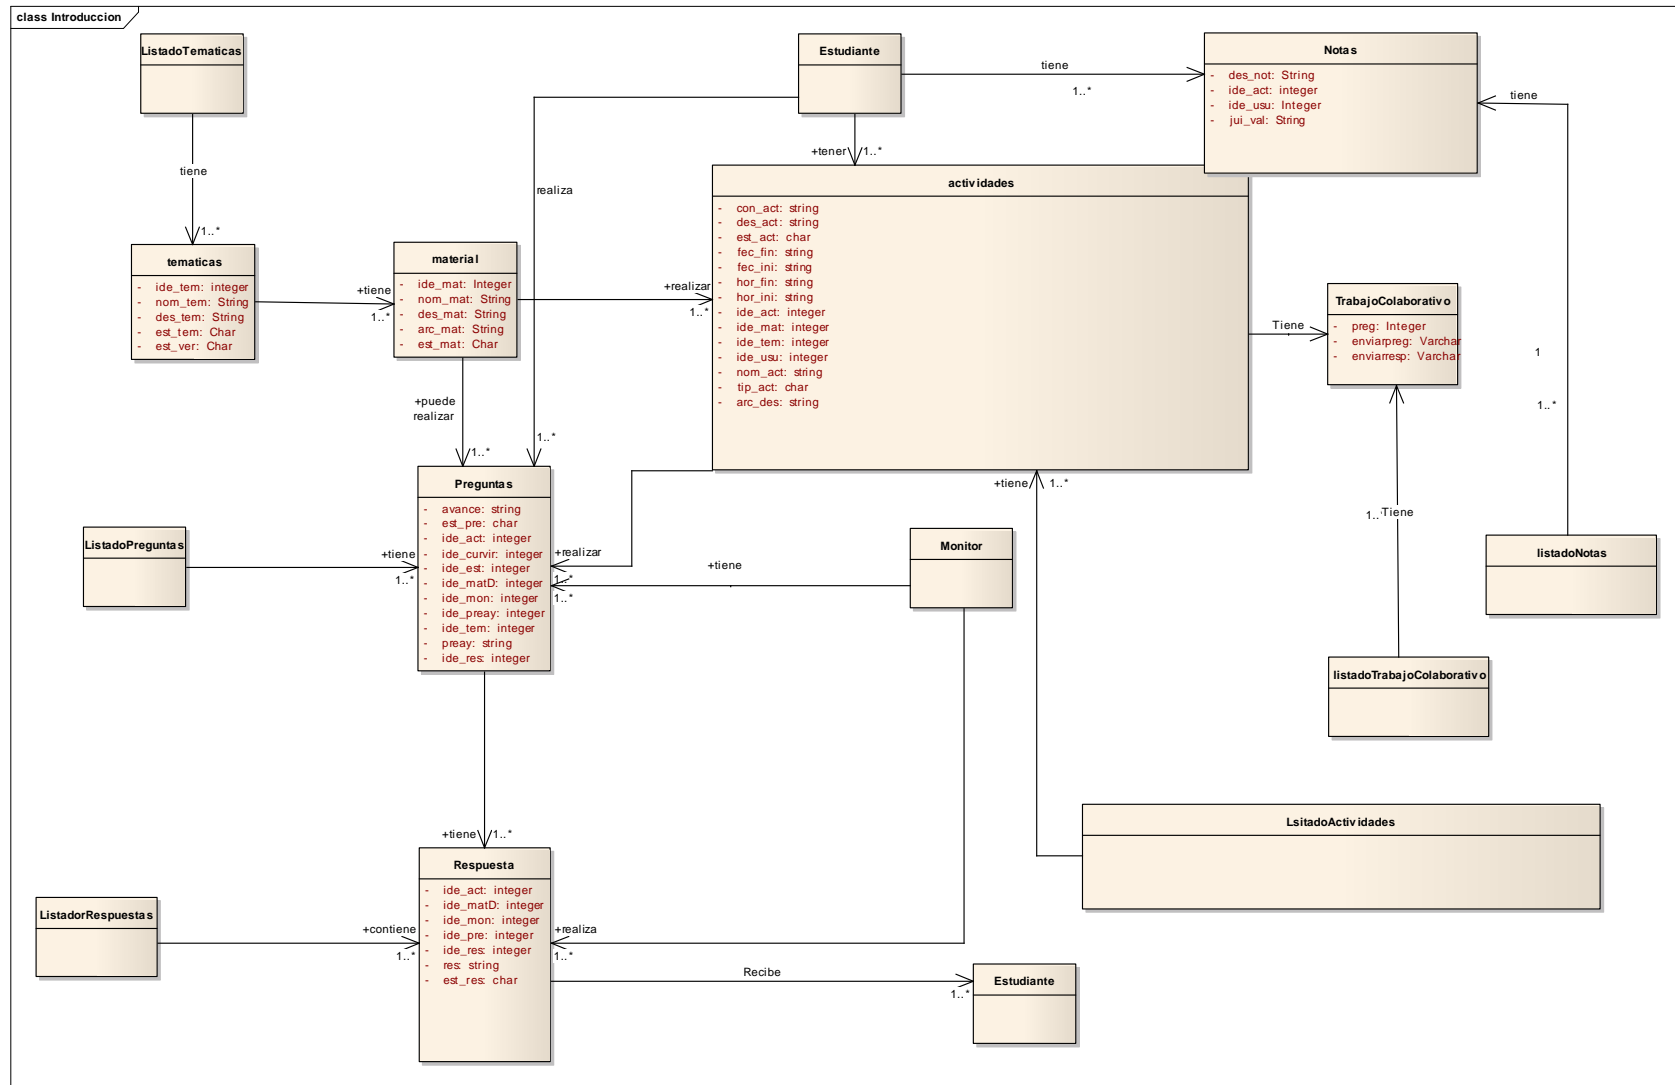 class Introduccion
ListadoTematicas
Estudiante
Notas
- des_not: String
- ide_act: integer
- ide_usu: Integer
- jui_val: String
tiene
1..*
tiene
realiza
1..*
+tener
1..*
tiene
1..*
actividades
- con_act: string
- des_act: string
- est_act: char
- fec_fin: string
- fec_ini: string
- hor_fin: string
- hor_ini: string
- ide_act: integer
- ide_mat: integer
- ide_tem: integer
- ide_usu: integer
- nom_act: string
- tip_act: char
- arc_des: string
tematicas
- ide_tem: integer
- nom_tem: String
- des_tem: String
- est_tem: Char
- est_ver: Char
+tiene
1..*
material
- ide_mat: Integer
- nom_mat: String
- des_mat: String
- arc_mat: String
- est_mat: Char
+realizar
1..*
Tiene
TrabajoColaborativo
- preg: Integer
- enviarpreg: Varchar
- enviarresp: Varchar
1
1..*
+puede
realizar
1..*
Preguntas
- avance: string
- est_pre: char
- ide_act: integer
- ide_curvir: integer
- ide_est: integer
- ide_matD: integer
- ide_mon: integer
- ide_preay: integer
- ide_tem: integer
- preay: string
- ide_res: integer
ListadoPreguntas
+tiene
1..*
+realizar
1..*
+tiene
1..*
Monitor
+tiene
1..*
1..*
Tiene
listadoNotas
listadoTrabajoColaborativo
LsitadoActividades
+tiene
1..*
Respuesta
- ide_act: integer
- ide_matD: integer
- ide_mon: integer
- ide_pre: integer
- ide_res: integer
- res: string
- est_res: char
ListadorRespuestas
+contiene
1..*
+realiza
1..*
Recibe
1..*
Estudiante